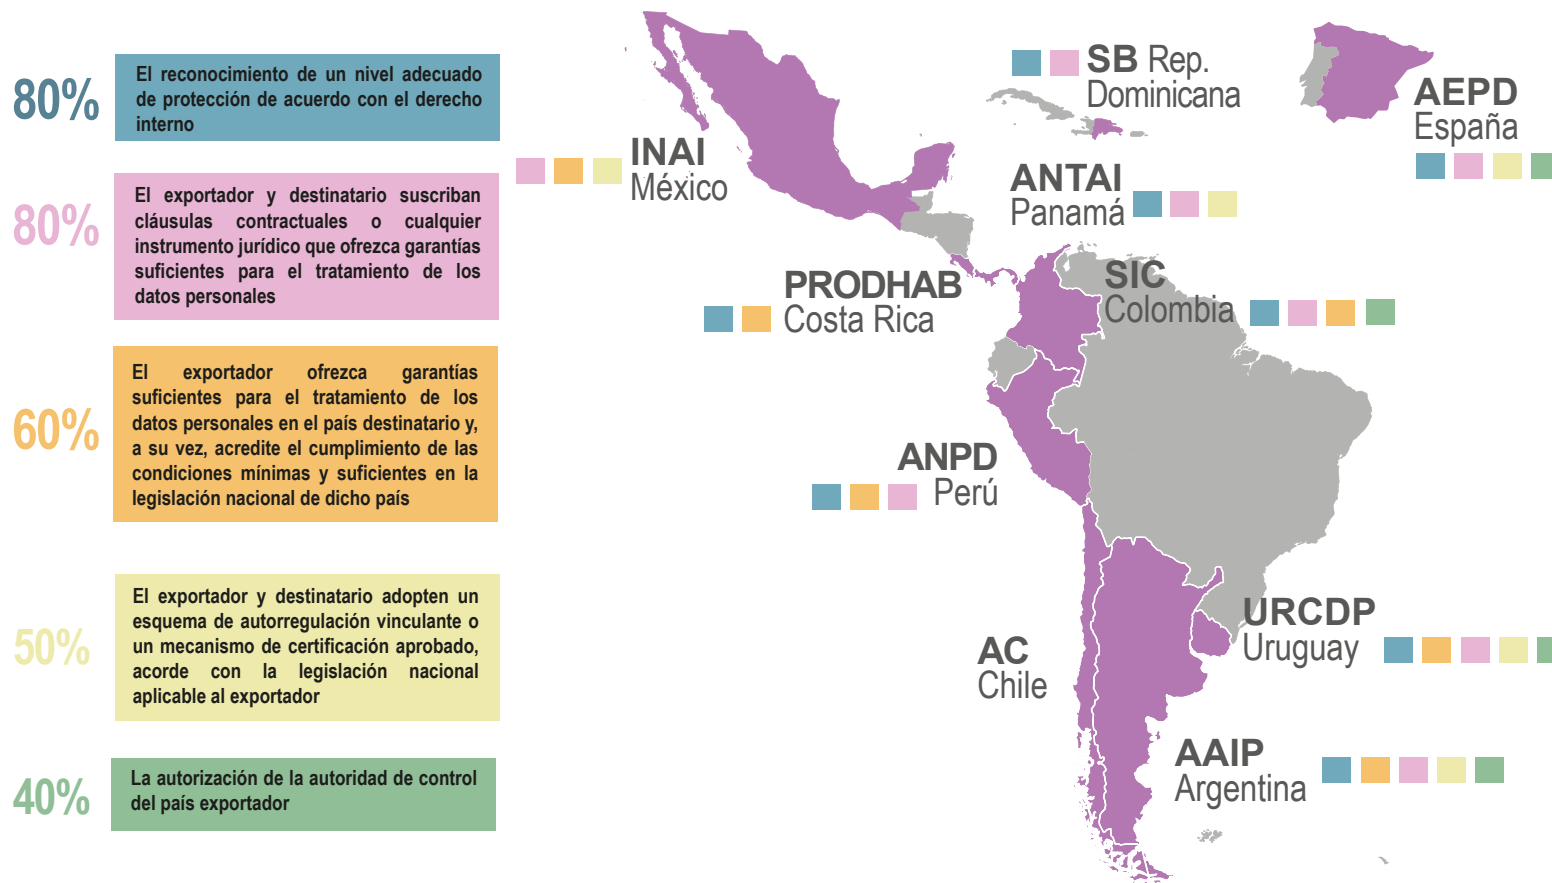 80%
El reconocimiento de un nivel adecuado
de protección de acuerdo con el derecho
interno
80%
El exportador y destinatario suscriban
cláusulas contractuales o cualquier
instrumento jurídico que ofrezca garantías
suficientes para el tratamiento de los
datos personales
60%
El exportador ofrezca garantías
suficientes para el tratamiento de los
datos personales en el país destinatario y,
a su vez, acredite el cumplimiento de las
condiciones mínimas y suficientes en la
legislación nacional de dicho país
50%
El exportador y destinatario adopten un
esquema de autorregulación vinculante o
un mecanismo de certificación aprobado,
acorde con la legislación nacional
aplicable al exportador
40%
La autorización de la autoridad de control
del país exportador
INAI
México
SB Rep.
Dominicana
AEPD
España
ANTAI
Panamá
PRODHAB
Costa Rica
SIC
Colombia
ANPD
Perú
AC
Chile
URCDP
Uruguay
AAIP
Argentina